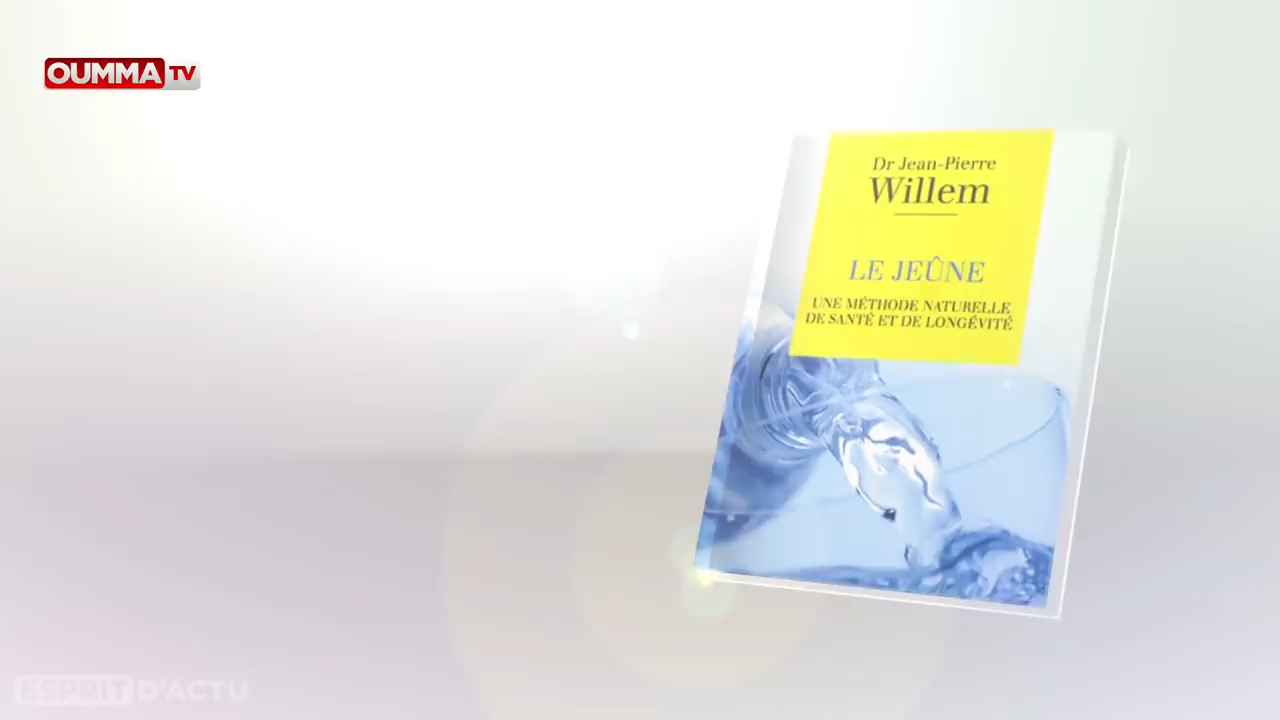 OUMMA TV
Dr Jean-Pierre
Willem
LE JEÛNE
UNE MÉTHODE NATURELLE
DE SANTÉ ET DE LONGÉVITÉ
ESPRIT D'ACTU